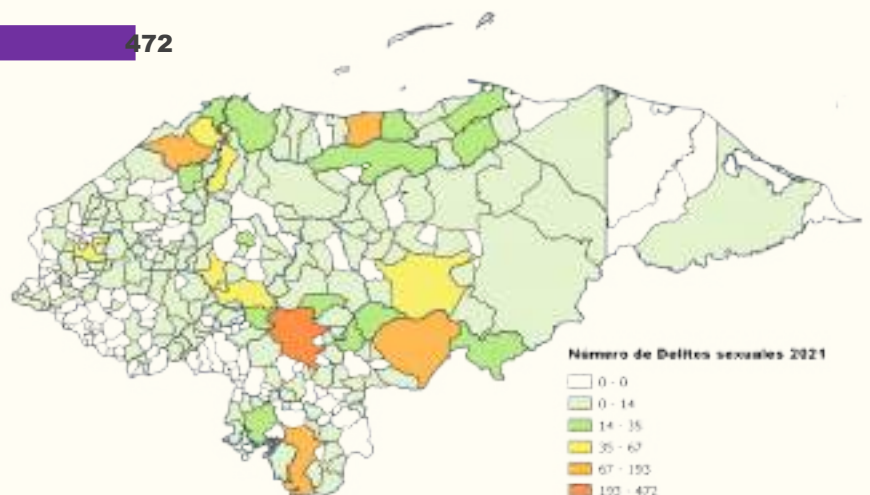 472
Número de Delitos sexuales 2021
0 - 0
0 - 14
14 - 35
35 - 67
67 - 193
193 - 472